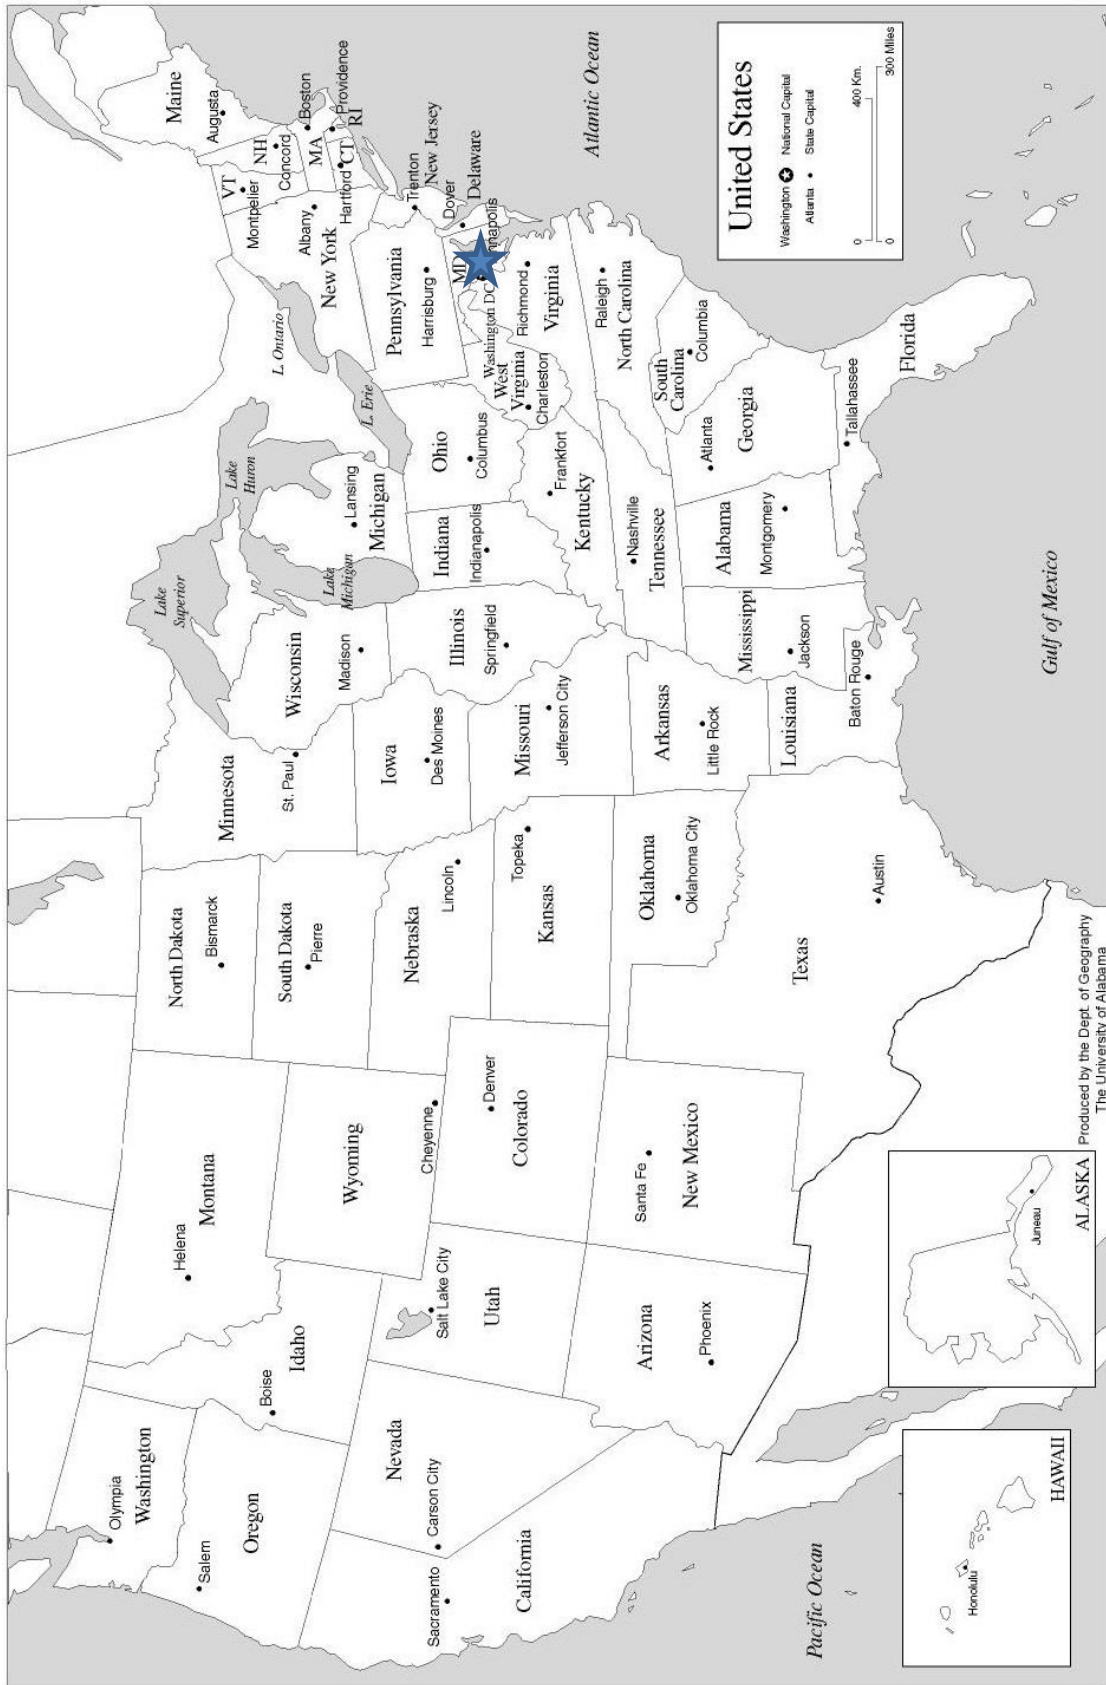 Washington
Olympia
Oregon
Salem
California
Sacramento
Nevada
Carson City
Idaho
Boise
Montana
Helena
Wyoming
Cheyenne
Utah
Salt Lake City
Colorado
Denver
Arizona
Phoenix
New Mexico
Santa Fe
North Dakota
Bismarck
South Dakota
Pierre
Nebraska
Lincoln
Kansas
Topeka
Oklahoma
Oklahoma City
Texas
Austin
Minnesota
St. Paul
Iowa
Des Moines
Missouri
Jefferson City
Arkansas
Little Rock
Louisiana
Baton Rouge
Wisconsin
Madison
Illinois
Springfield
Mississippi
Jackson
Lake
Superior
Lake
Michigan
Lake
Huron
L. Erie
L. Ontario
Michigan
Lansing
Indiana
Indianapolis
Ohio
Columbus
Kentucky
Frankfort
Tennessee
Nashville
Alabama
Montgomery
Georgia
Atlanta
Florida
Tallahassee
South
Carolina
Columbia
North Carolina
Raleigh
Virginia
Richmond
West
Virginia
Charleston
Washington DC
MD
Pennsylvania
Harrisburg
New York
Albany
VT
Montpelier
NH
Concord
Maine
Augusta
MA
Boston
RI
Providence
CT
Hartford
New Jersey
Trenton
Delaware
Dover
Atlantic Ocean
Gulf of Mexico
Pacific Ocean
HAWAII
Honolulu
ALASKA
Juneau
United States
Washington National Capital
Atlanta State Capital
0 400 Km.
0 300 Miles
Produced by the Dept. of Geography
The University of Alabama